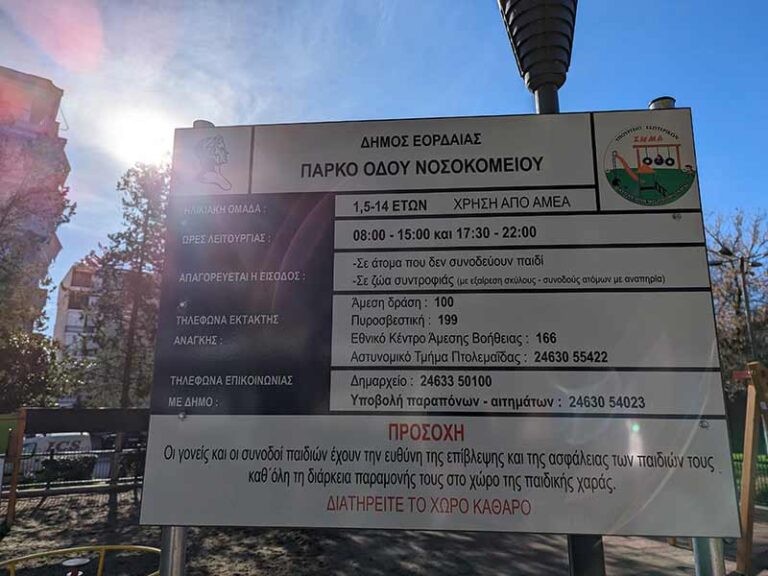 ΔΗΜΟΣ ΕΟΡΔΑΙΑΣ
ΠΑΡΚΟ ΟΔΟΥ ΝΟΣΟΚΟΜΕΙΟΥ
ΥΠΟΥΡΓΕΙΟ ΕΣΩΤΕΡΙΚΩΝ
ΣΗΜΑ
ΗΛΙΚΙΑΚΗ ΟΜΑΔΑ :
1,5-14 ΕΤΩΝ ΧΡΗΣΗ ΑΠΟ ΑΜΕΑ
ΩΡΕΣ ΛΕΙΤΟΥΡΓΙΑΣ :
08:00 - 15:00 και 17:30 - 22:00
ΑΠΑΓΟΡΕΥΕΤΑΙ Η ΕΙΣΟΔΟΣ :
-Σε άτομα που δεν συνοδεύουν παιδί
-Σε ζώα συντροφιάς (με εξαίρεση σκύλους - συνοδούς ατόμων με αναπηρία)
ΤΗΛΕΦΩΝΑ ΕΚΤΑΚΤΗΣ
ΑΝΑΓΚΗΣ :
Άμεση δράση : 100
Πυροσβεστική : 199
Εθνικό Κέντρο Άμεσης Βοήθειας : 166
Αστυνομικό Τμήμα Πτολεμαΐδας : 24630 55422
ΤΗΛΕΦΩΝΑ ΕΠΙΚΟΙΝΩΝΙΑΣ
ΜΕ ΔΗΜΟ :
Δημαρχείο : 24633 50100
Υποβολή παραπόνων - αιτημάτων : 24630 54023
ΠΡΟΣΟΧΗ
Οι γονείς και οι συνοδοί παιδιών έχουν την ευθύνη της επίβλεψης και της ασφάλειας των παιδιών τους
καθ΄όλη τη διάρκεια παραμονής τους στο χώρο της παιδικής χαράς.
ΔΙΑΤΗΡΕΙΤΕ ΤΟ ΧΩΡΟ ΚΑΘΑΡΟ